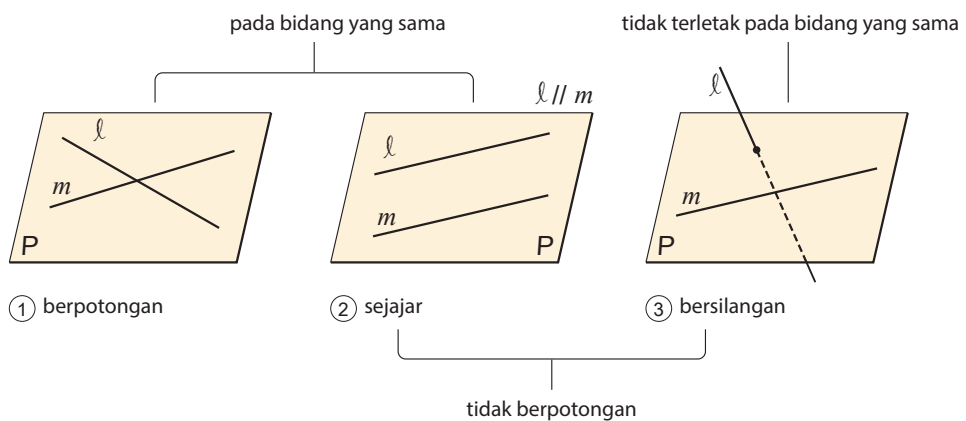 pada bidang yang sama
tidak terletak pada bidang yang sama
ℓ // m
ℓ
m
P
ℓ
m
P
ℓ
m
P
① berpotongan
② sejajar
③ bersilangan
tidak berpotongan